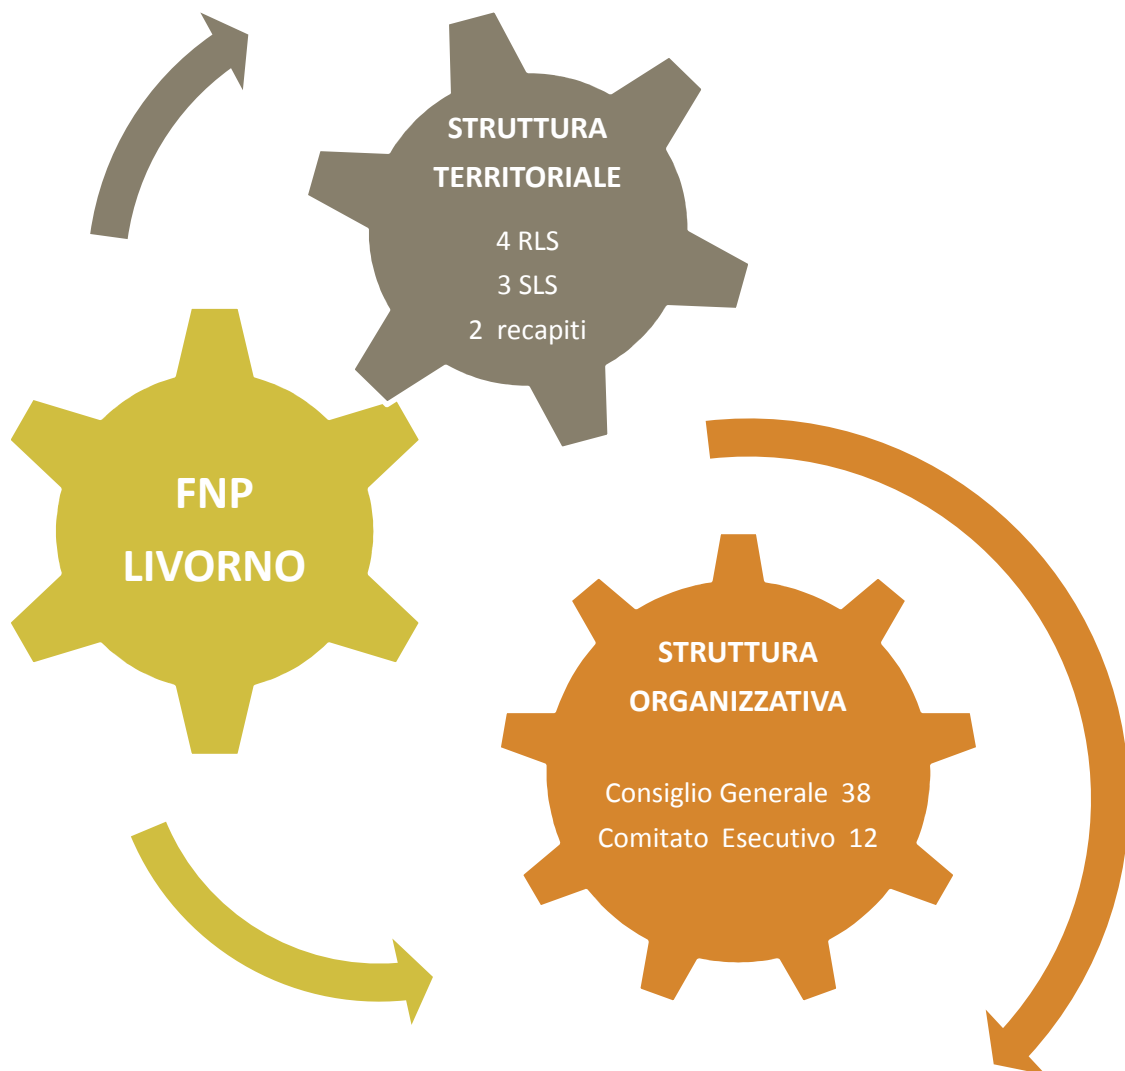 STRUTTURA
TERRITORIALE
4 RLS
3 SLS
2 recapiti
FNP
LIVORNO
STRUTTURA
ORGANIZZATIVA
Consiglio Generale 38
Comitato Esecutivo 12